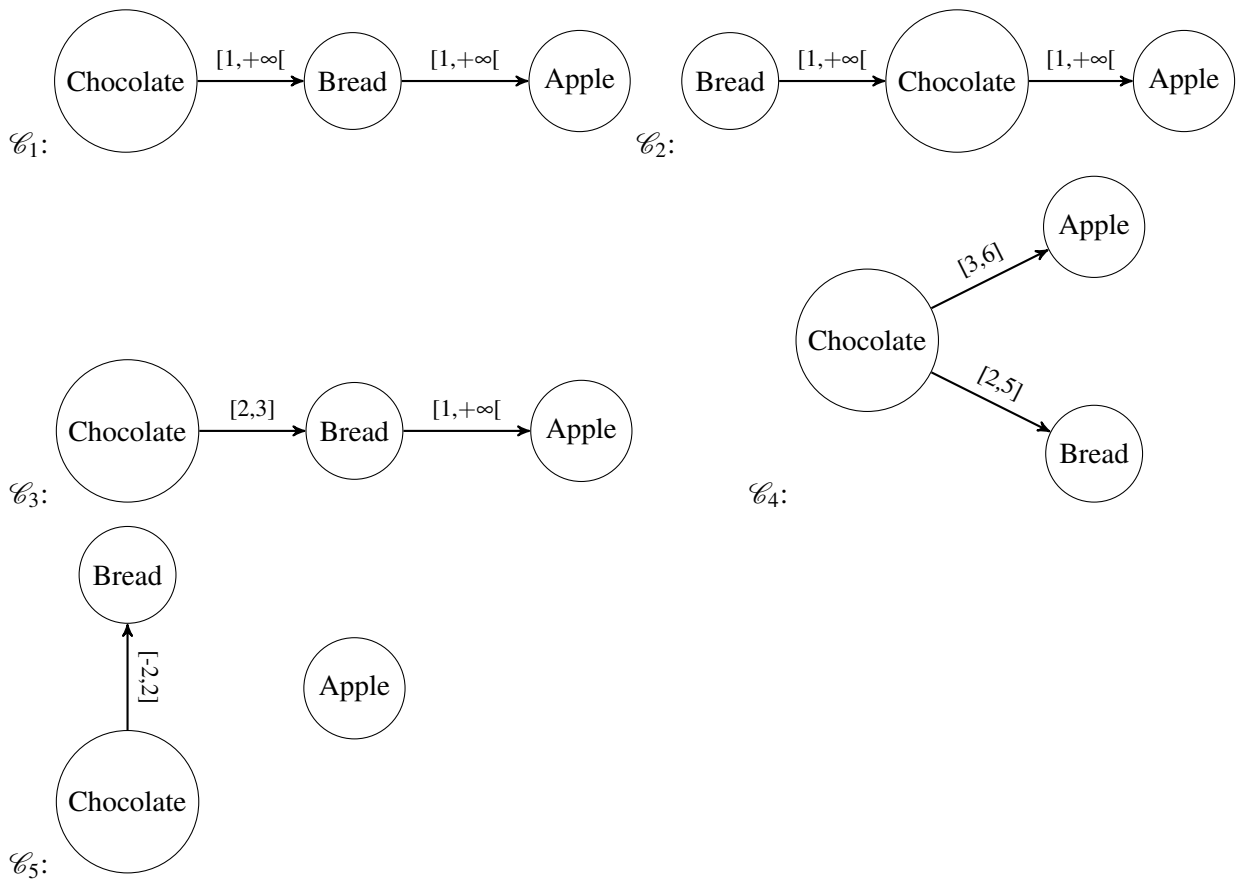 [1,+∞[ [1,+∞[ [1,+∞[ [1,+∞[
Chocolate Bread Apple Bread Chocolate Apple
𝒞1: 𝒞2:
Apple
[3,6]
Chocolate
[2,3] [1,+∞[ [2,5]
Chocolate Bread Apple Bread
𝒞3: 𝒞4:
Bread
[-2,2]
Apple
Chocolate
𝒞5: